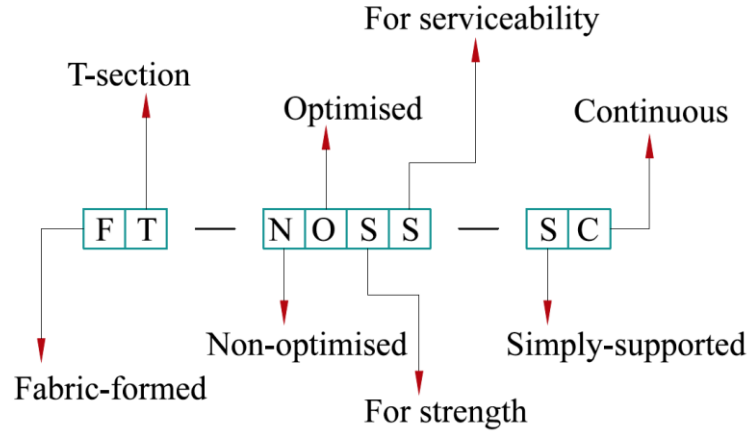 For serviceability
T-section
Optimised
Continuous
F T — N O S S — S C
Non-optimised
Simply-supported
Fabric-formed
For strength